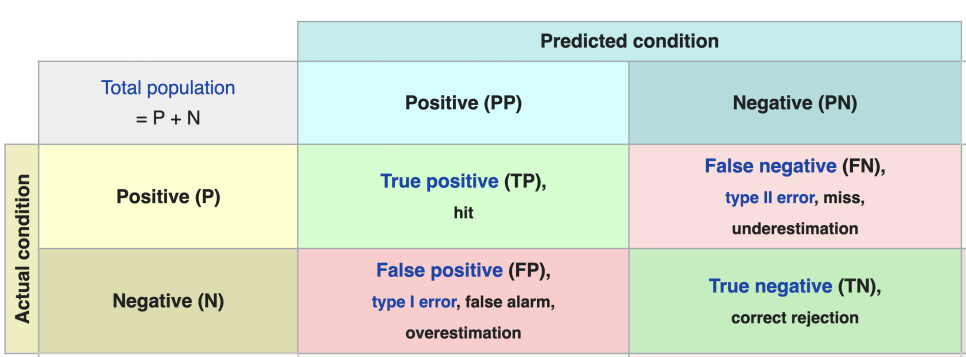 Predicted condition
Total population
= P + N
Positive (PP)
Negative (PN)
Actual condition
Positive (P)
True positive (TP),
hit
False negative (FN),
type II error, miss,
underestimation
Negative (N)
False positive (FP),
type I error, false alarm,
overestimation
True negative (TN),
correct rejection